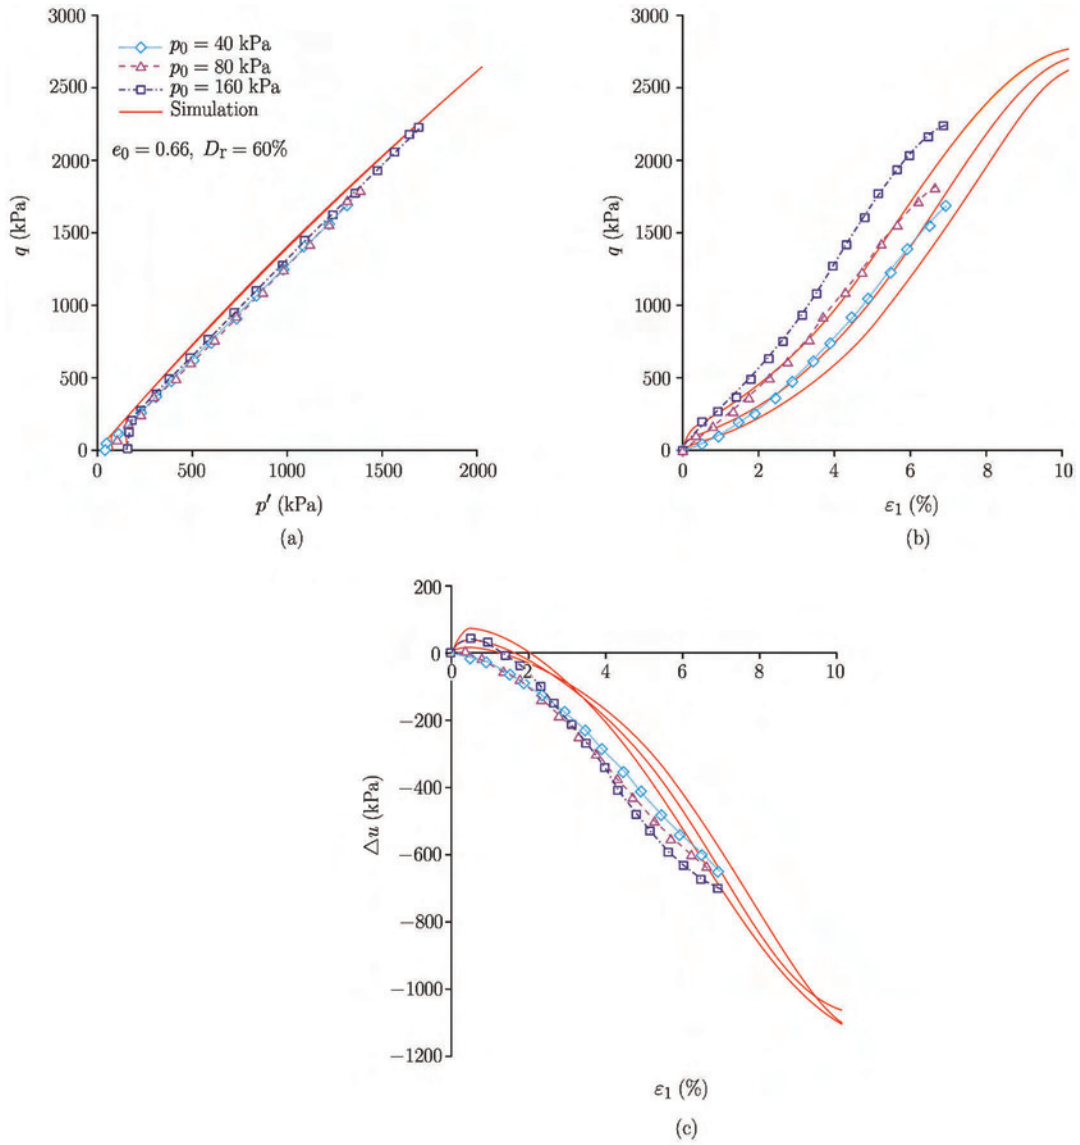 3000
2500
2000
1500
1000
500
0
q (kPa)
p₀ = 40 kPa
p₀ = 80 kPa
p₀ = 160 kPa
Simulation
e₀ = 0.66, Dr = 60%
0 500 1000 1500 2000
p′ (kPa)
(a)
3000
2500
2000
1500
1000
500
0
q (kPa)
0 2 4 6 8 10
ε₁ (%)
(b)
200
0
−200
−400
−600
−800
−1000
−1200
△u (kPa)
0 2 4 6 8 10
ε₁ (%)
(c)